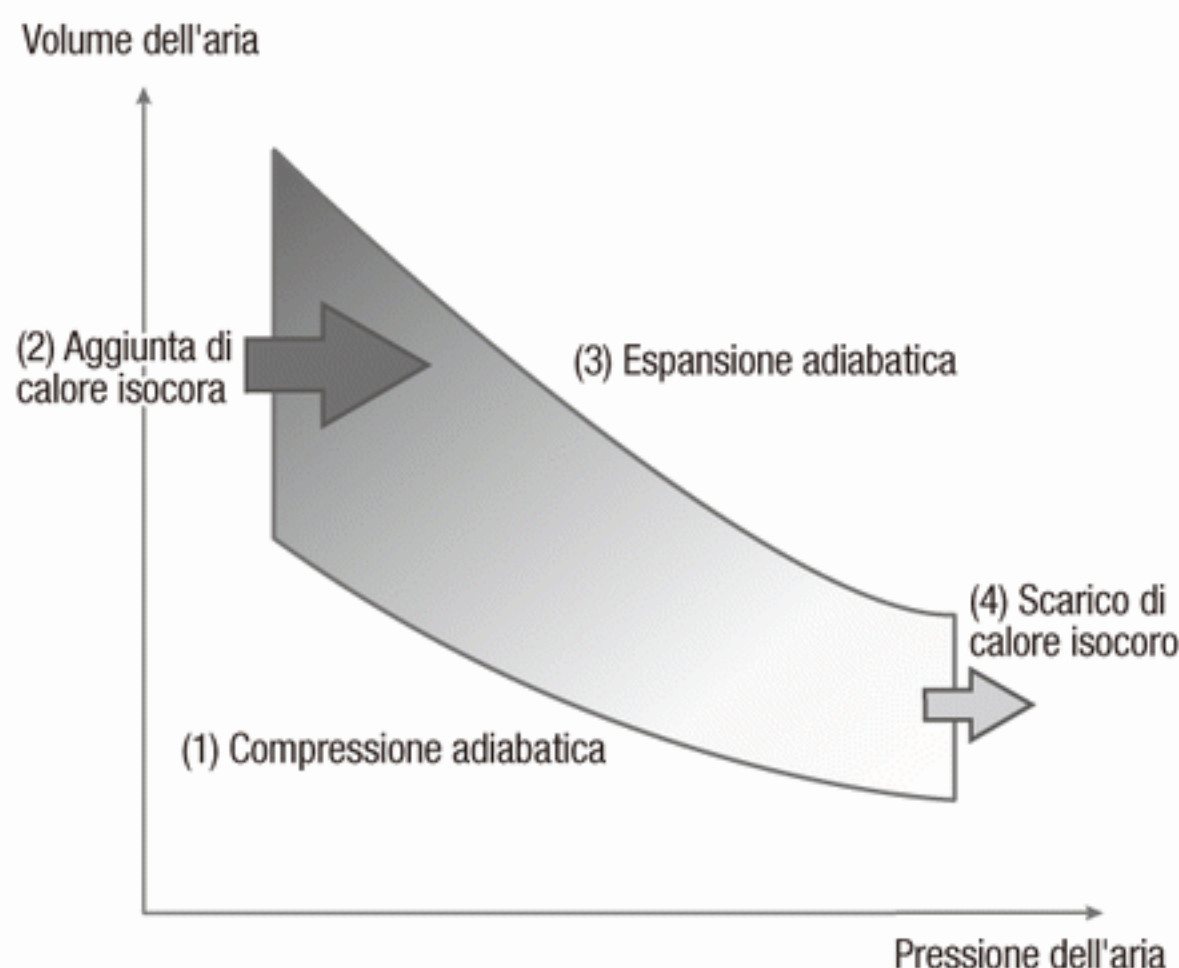 Volume dell'aria
(2) Aggiunta di
calore isocora
(3) Espansione adiabatica
(4) Scarico di
calore isocoro
(1) Compressione adiabatica
Pressione dell'aria